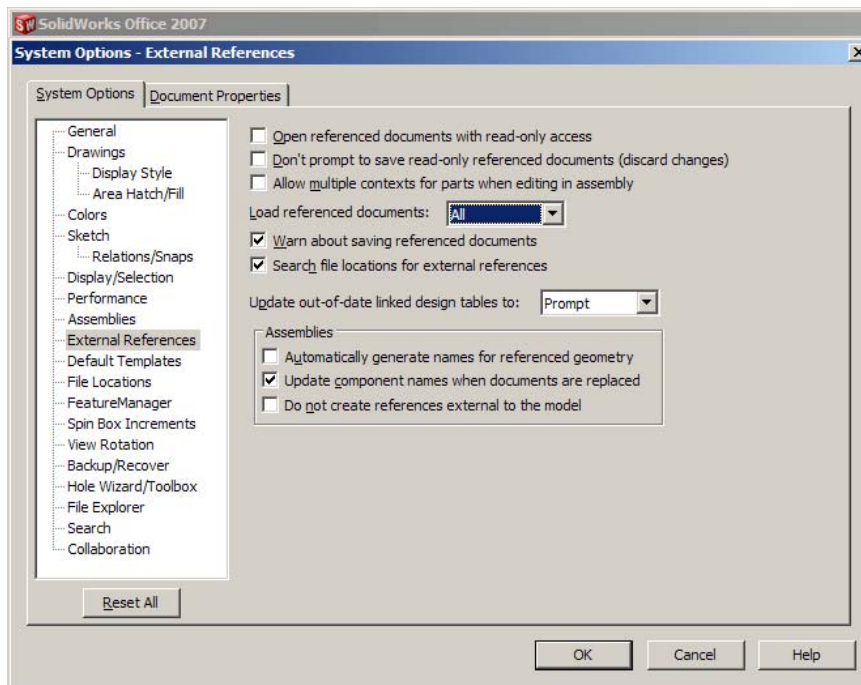 SolidWorks Office 2007
System Options - External References
System Options
Document Properties
General
Drawings
Display Style
Area Hatch/Fill
Colors
Sketch
Relations/Snaps
Display/Selection
Performance
Assemblies
External References
Default Templates
File Locations
FeatureManager
Spin Box Increments
View Rotation
Backup/Recover
Hole Wizard/Toolbox
File Explorer
Search
Collaboration
Reset All
Open referenced documents with read-only access
Don't prompt to save read-only referenced documents (discard changes)
Allow multiple contexts for parts when editing in assembly
Load referenced documents: All
Warn about saving referenced documents
Search file locations for external references
Update out-of-date linked design tables to: Prompt
Assemblies
Automatically generate names for referenced geometry
Update component names when documents are replaced
Do not create references external to the model
OK Cancel Help